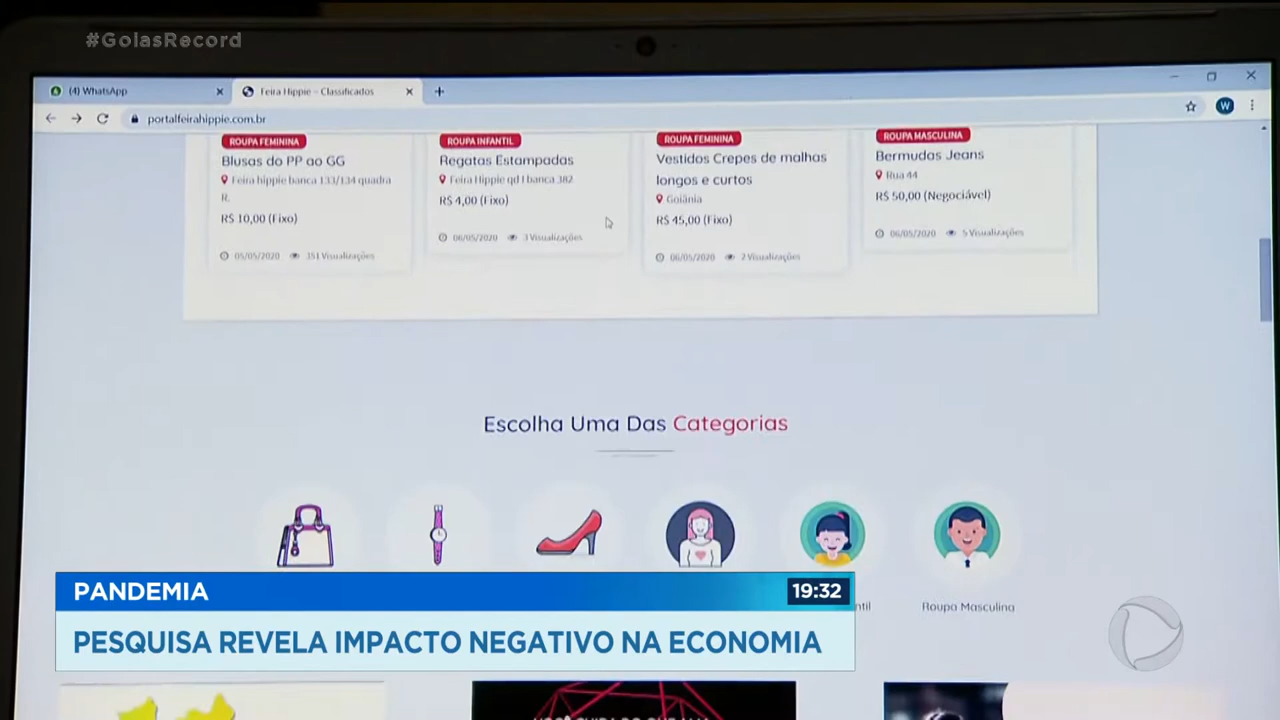 #GoiasRecord
(4) WhatsApp
Feira Hippie – Classificados
portalfeirahippie.com.br
W
ROUPA FEMININA
Blusas do PP ao GG
Feira hippie banca 133/134 quadra
R.
R$ 10,00 (Fixo)
05/05/2020 351 Visualizações
ROUPA INFANTIL
Regatas Estampadas
Feira Hippie qd I banca 382
R$ 4,00 (Fixo)
06/05/2020 3 Visualizações
ROUPA FEMININA
Vestidos Crepes de malhas
longos e curtos
Goiânia
R$ 45,00 (Fixo)
06/05/2020 2 Visualizações
ROUPA MASCULINA
Bermudas Jeans
Rua 44
R$ 50,00 (Negociável)
06/05/2020 5 Visualizações
Escolha Uma Das Categorias
Roupa Masculina
PANDEMIA
19:32
PESQUISA REVELA IMPACTO NEGATIVO NA ECONOMIA